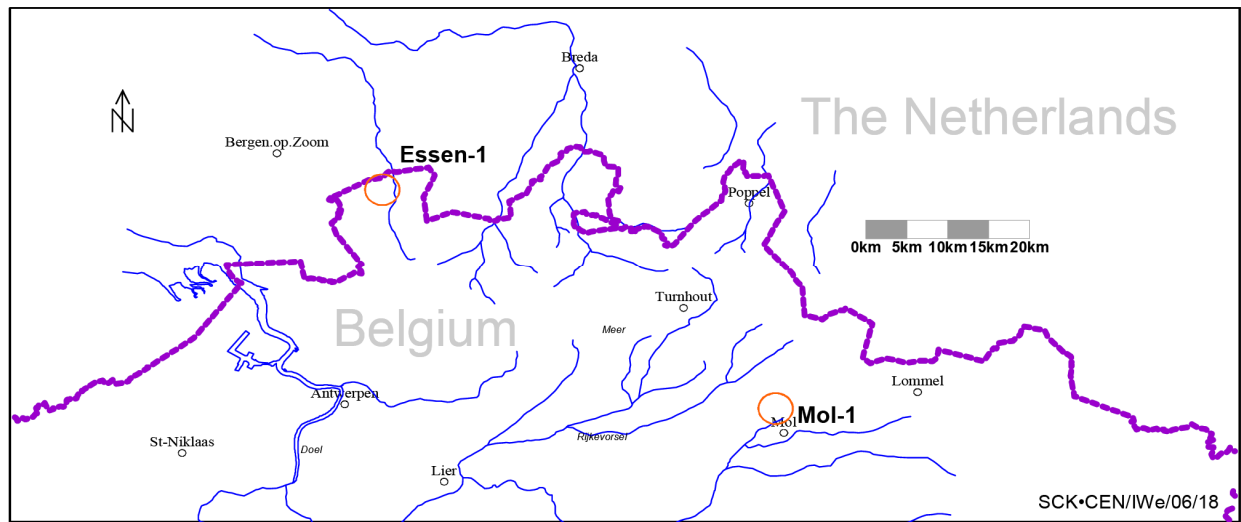 Breda
The Netherlands
N
Bergen.op.Zoom
Essen-1
Poppel
0km 5km 10km 15km 20km
Turnhout
Belgium
Meer
Lommel
Antwerpen
Mol-1
Mol
St-Niklaas
Doel
Rijkevorsel
Lier
SCK•CEN/IWe/06/18